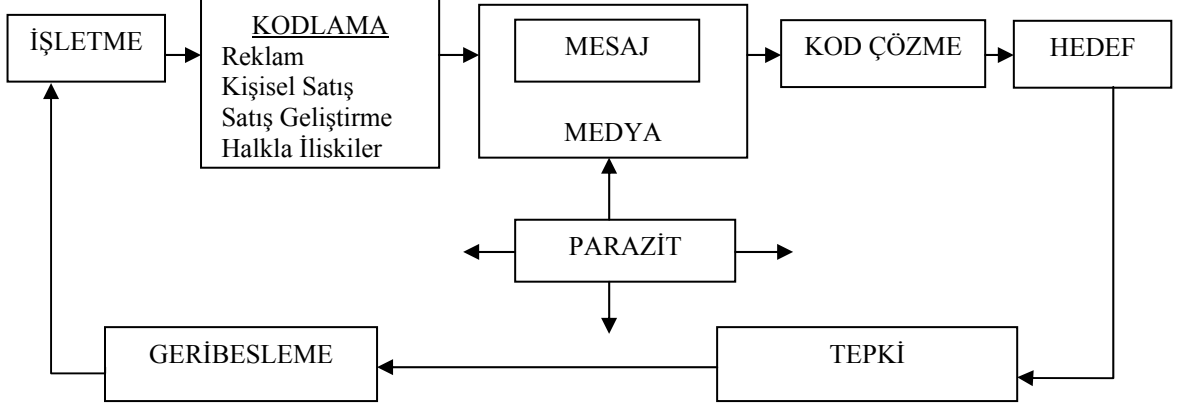 İŞLETME
KODLAMA
Reklam
Kişisel Satış
Satış Geliştirme
Halkla İliskiler
MESAJ
MEDYA
KOD ÇÖZME
HEDEF
PARAZİT
GERİBESLEME
TEPKİ